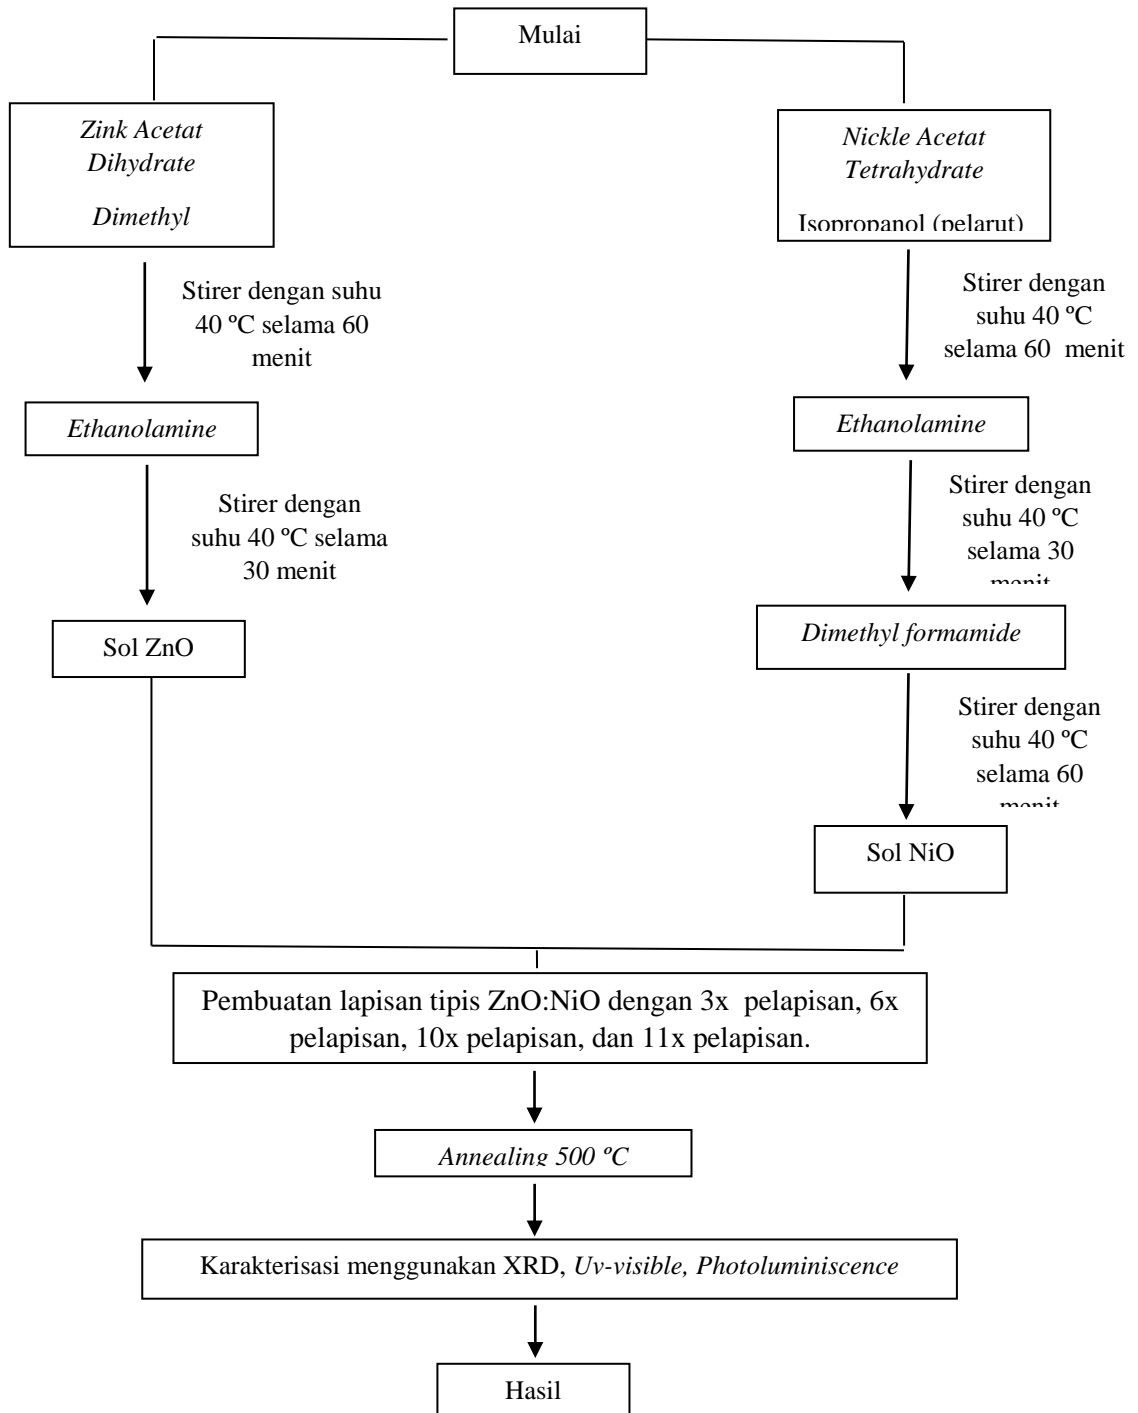 Mulai
Zink Acetat
Dihydrate
Dimethyl
Stirer dengan suhu
40 ºC selama 60
menit
Ethanolamine
Stirer dengan
suhu 40 ºC selama
30 menit
Sol ZnO
Nickle Acetat
Tetrahydrate
Isopropanol (pelarut)
Stirer dengan
suhu 40 ºC
selama 60  menit
Ethanolamine
Stirer dengan
suhu 40 ºC
selama 30
menit
Dimethyl formamide
Stirer dengan
suhu 40 ºC
selama 60
menit
Sol NiO
Pembuatan lapisan tipis ZnO:NiO dengan 3x  pelapisan, 6x
pelapisan, 10x pelapisan, dan 11x pelapisan.
Annealing 500 ºC
Karakterisasi menggunakan XRD, Uv-visible, Photoluminiscence
Hasil